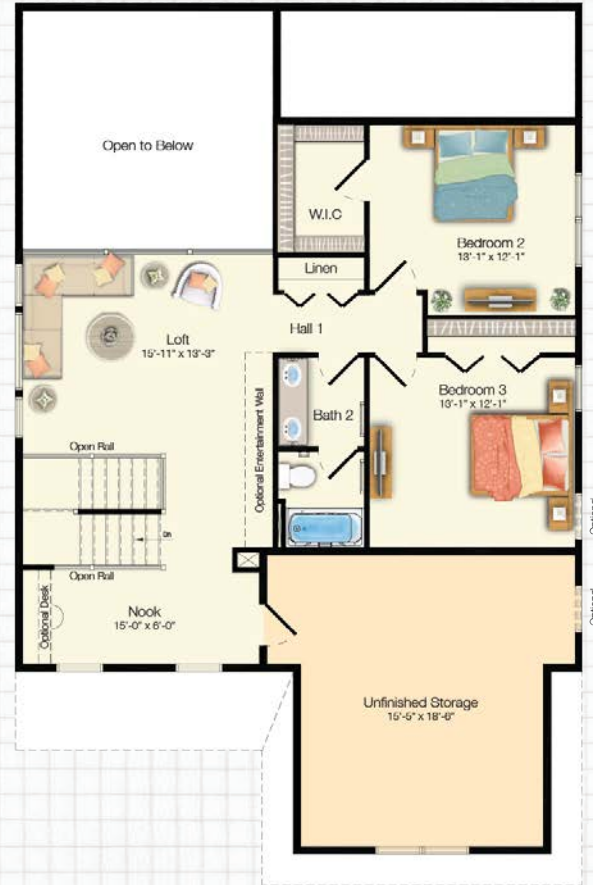 Open to Below
W.I.C
Bedroom 2
13'-1" x 12'-1"
Linen
Hall 1
Loft
15'-11" x 13'-3"
Optional Entertainment Wall
Bath 2
Bedroom 3
13'-1" x 12'-1"
Open Rail
Dn
Open Rail
Optional Desk
Nook
15'-0" x 6'-0"
Optional
Optional
Unfinished Storage
15'-5" x 18'-6"